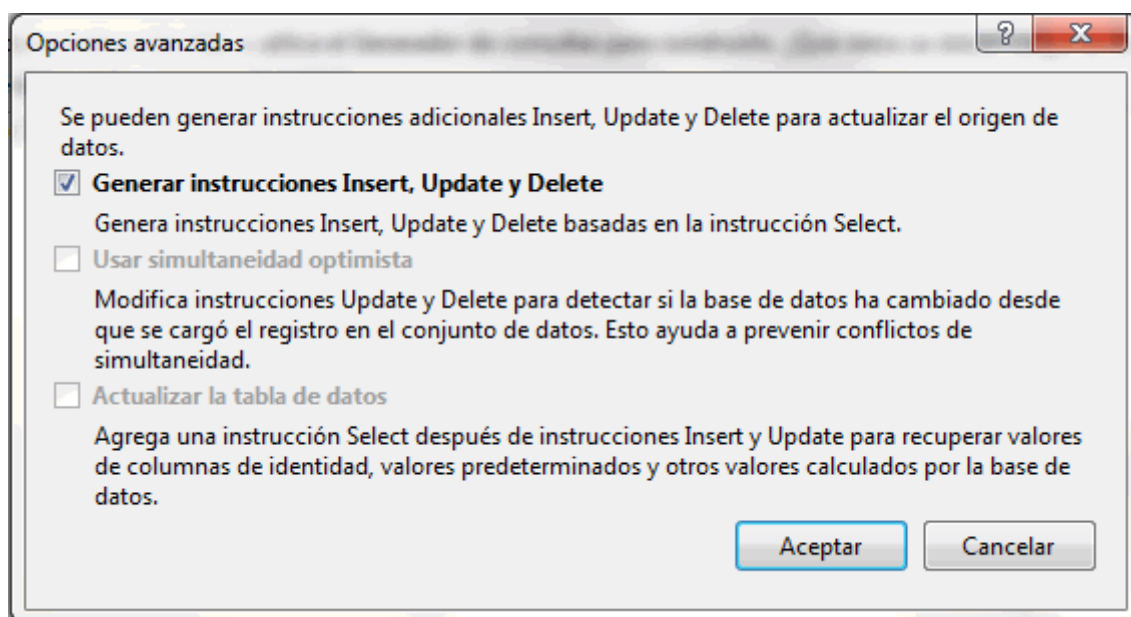 Opciones avanzadas
Se pueden generar instrucciones adicionales Insert, Update y Delete para actualizar el origen de
datos.
Generar instrucciones Insert, Update y Delete
Genera instrucciones Insert, Update y Delete basadas en la instrucción Select.
Usar simultaneidad optimista
Modifica instrucciones Update y Delete para detectar si la base de datos ha cambiado desde
que se cargó el registro en el conjunto de datos. Esto ayuda a prevenir conflictos de
simultaneidad.
Actualizar la tabla de datos
Agrega una instrucción Select después de instrucciones Insert y Update para recuperar valores
de columnas de identidad, valores predeterminados y otros valores calculados por la base de
datos.
Aceptar Cancelar